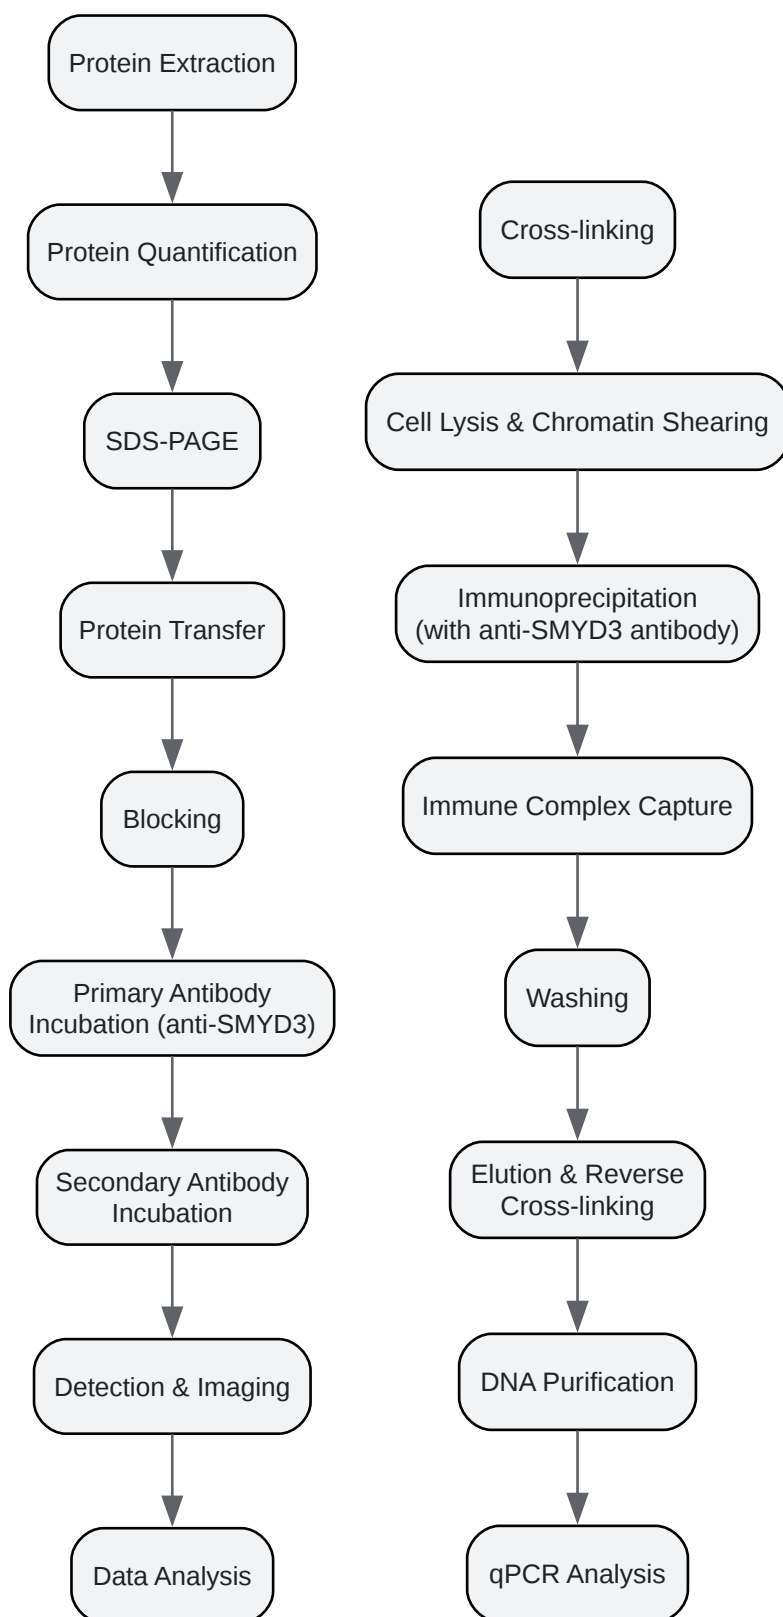 Protein Extraction
Protein Quantification
SDS-PAGE
Protein Transfer
Blocking
Primary Antibody
Incubation (anti-SMYD3)
Secondary Antibody
Incubation
Detection & Imaging
Data Analysis
Cross-linking
Cell Lysis & Chromatin Shearing
Immunoprecipitation
(with anti-SMYD3 antibody)
Immune Complex Capture
Washing
Elution & Reverse
Cross-linking
DNA Purification
qPCR Analysis